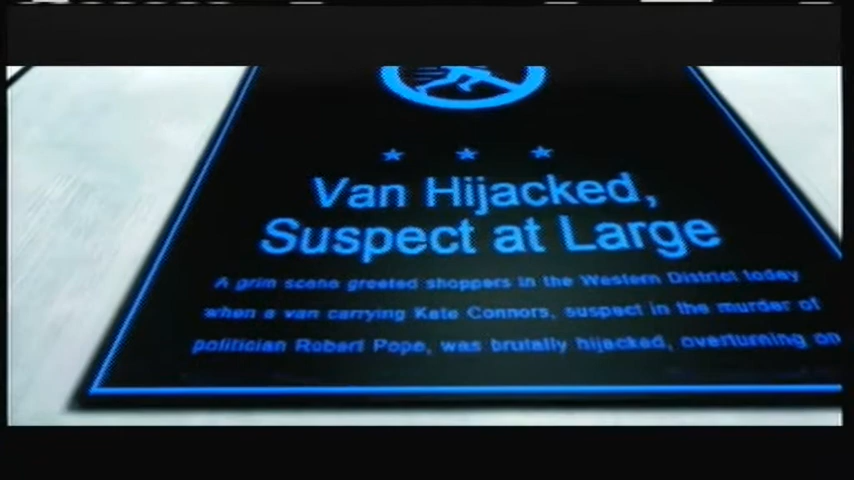 Van Hijacked,
Suspect at Large
A grim scene greeted shoppers in the Western District today
when a van carrying Kate Connors, suspect in the murder of
politician Robert Pope, was brutally hijacked, overturning on